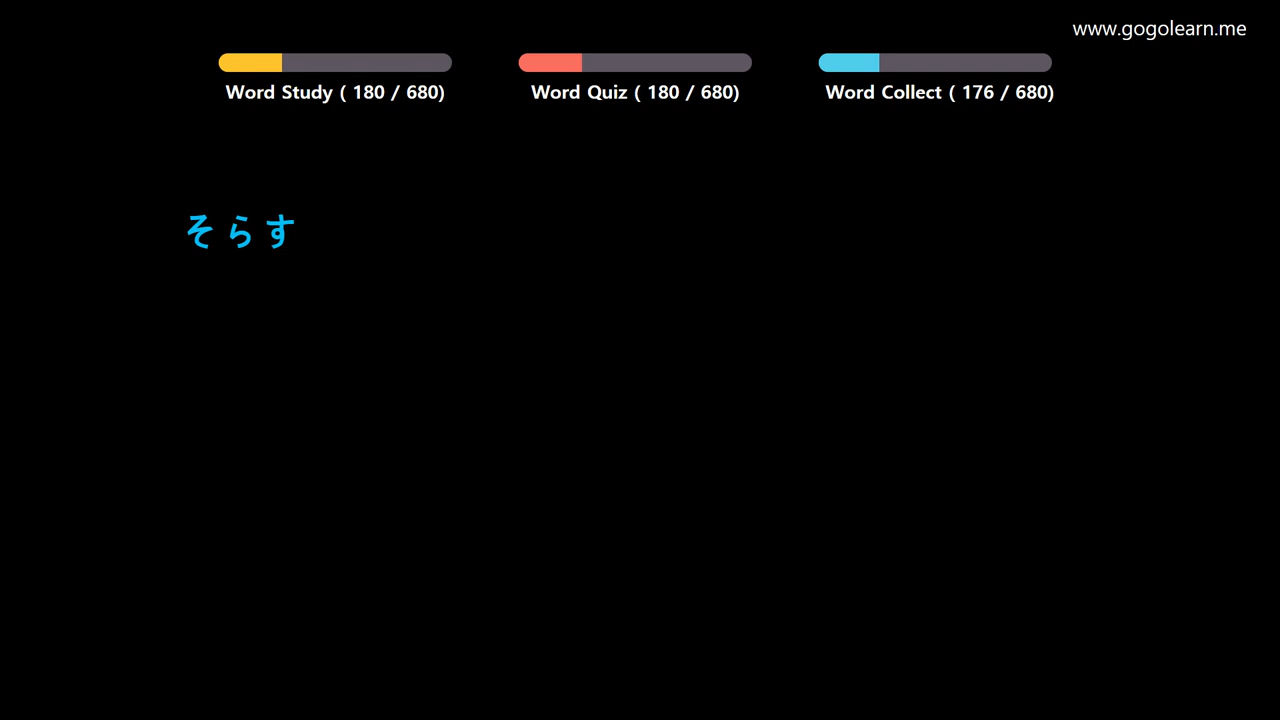 www.gogolearn.me
Word Study ( 180 / 680)
Word Quiz ( 180 / 680)
Word Collect ( 176 / 680)
そらす